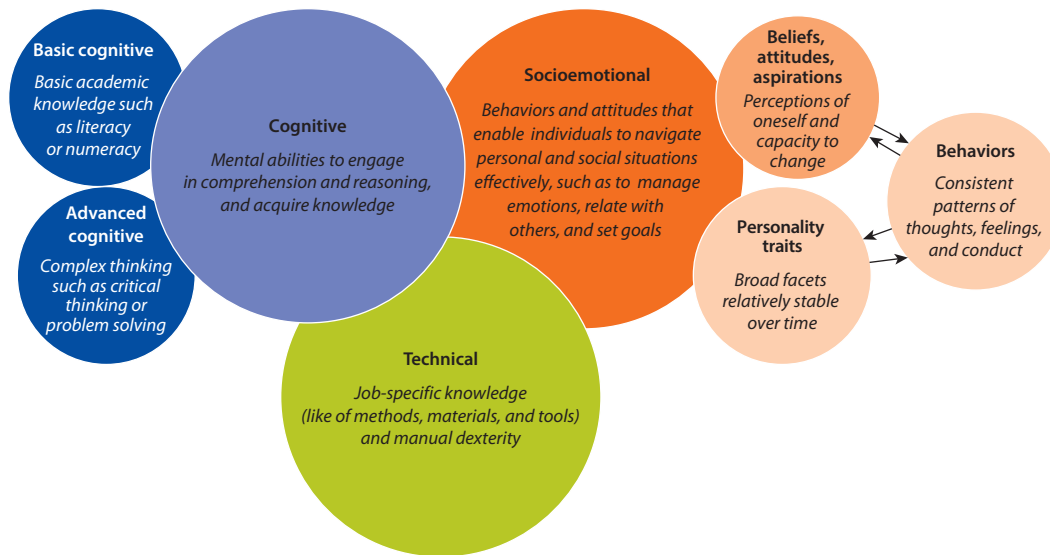 Basic cognitive
Basic academic
knowledge such
as literacy
or numeracy
Advanced
cognitive
Complex thinking
such as critical
thinking or
problem solving
Cognitive
Mental abilities to engage
in comprehension and reasoning,
and acquire knowledge
Socioemotional
Behaviors and attitudes that
enable individuals to navigate
personal and social situations
effectively, such as to manage
emotions, relate with
others, and set goals
Technical
Job-specific knowledge
(like of methods, materials, and tools)
and manual dexterity
Beliefs,
attitudes,
aspirations
Perceptions of
oneself and
capacity to
change
Personality
traits
Broad facets
relatively stable
over time
Behaviors
Consistent
patterns of
thoughts, feelings,
and conduct